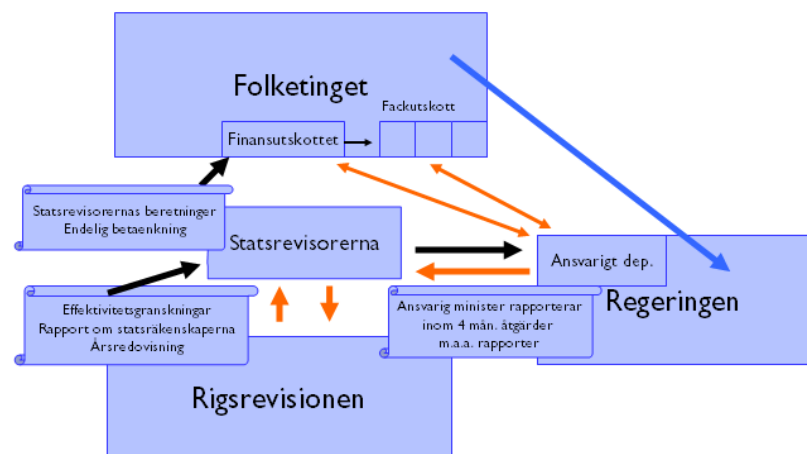 Folketinget
Fackutskott
Finansutskottet
Statsrevisorernas beretninger
Endelig betaenkning
Statsrevisorerna
Ansvarigt dep.
Regeringen
Effektivitetsgranskningar
Rapport om statsräkenskaperna
Årsredovisning
Ansvarig minister rapporterar
inom 4 mån. åtgärder
m.a.a. rapporter
Rigsrevisionen